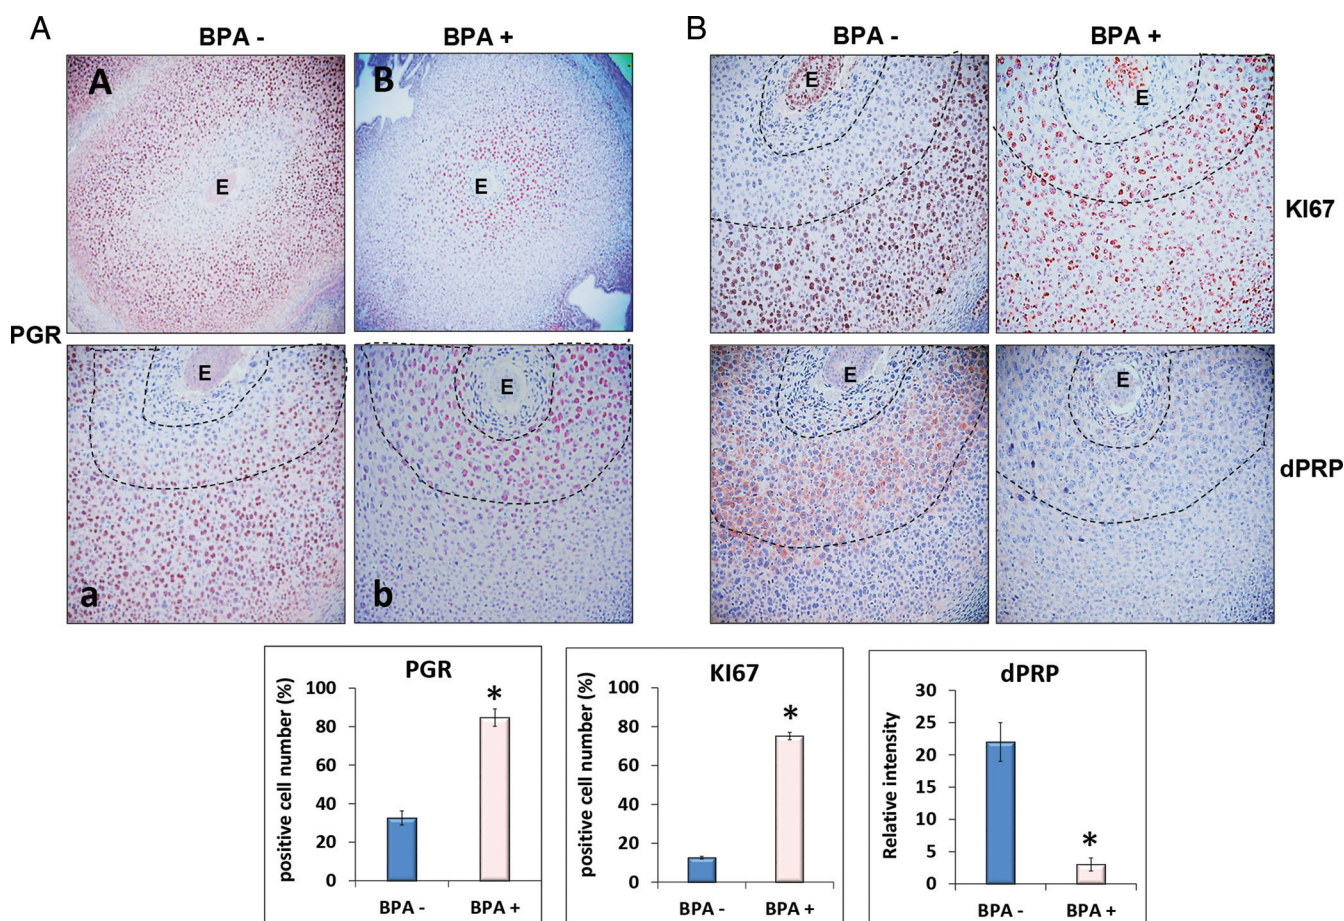 A
BPA - BPA +
B
BPA - BPA +
A
E
B
E
PGR
E
a
E
b
E
E
KI67
E
E
dPRP
PGR
positive cell number (%)
100
80
60
40
20
0
*
BPA - BPA +
KI67
positive cell number (%)
100
80
60
40
20
0
*
BPA - BPA +
dPRP
Relative intensity
30
25
20
15
10
5
0
*
BPA - BPA +